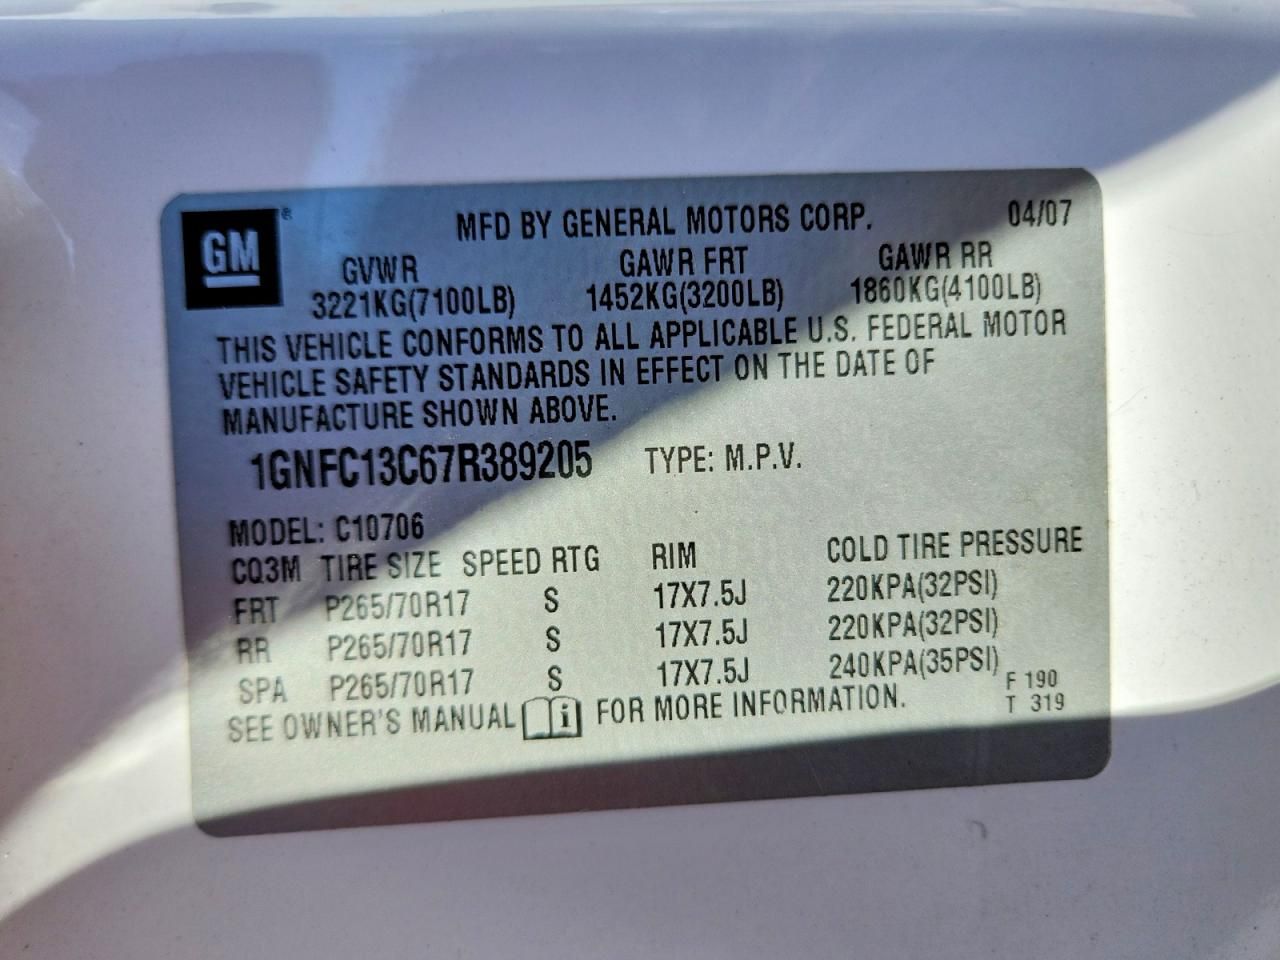 GM ®
MFD BY GENERAL MOTORS CORP. 04/07
GVWR GAWR FRT GAWR RR
3221KG(7100LB) 1452KG(3200LB) 1860KG(4100LB)
THIS VEHICLE CONFORMS TO ALL APPLICABLE U.S. FEDERAL MOTOR
VEHICLE SAFETY STANDARDS IN EFFECT ON THE DATE OF
MANUFACTURE SHOWN ABOVE.
1GNFC13C67R389205 TYPE: M.P.V.
MODEL: C10706
CQ3M TIRE SIZE SPEED RTG RIM COLD TIRE PRESSURE
FRT P265/70R17 S 17X7.5J 220KPA(32PSI)
RR P265/70R17 S 17X7.5J 220KPA(32PSI)
SPA P265/70R17 S 17X7.5J 240KPA(35PSI)
SEE OWNER'S MANUAL i FOR MORE INFORMATION.
F 190
T 319